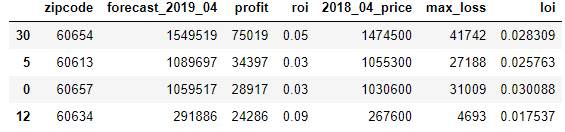 zipcode forecast_2019_04 profit roi 2018_04_price max_loss loi
30 60654 1549519 75019 0.05 1474500 41742 0.028309
5 60613 1089697 34397 0.03 1055300 27188 0.025763
0 60657 1059517 28917 0.03 1030600 31009 0.030088
12 60634 291886 24286 0.09 267600 4693 0.017537